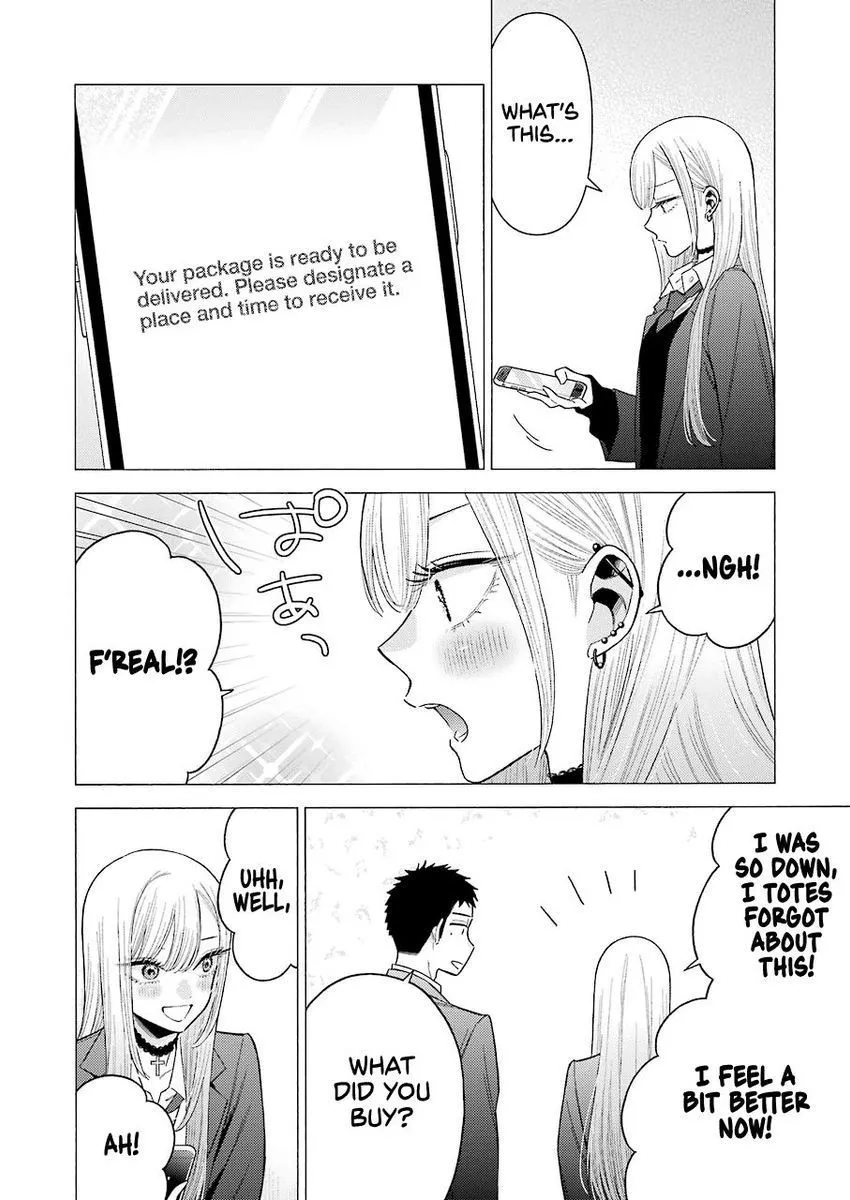 WHAT'S
THIS...
Your package is ready to be
delivered. Please designate a
place and time to receive it.
...NGH!
ぱぁっ
F'REAL!?
I WAS
SO DOWN,
I TOTES
FORGOT
ABOUT
THIS!
I FEEL A
BIT BETTER
NOW!
WHAT
DID YOU
BUY?
UHH,
WELL,
AH!